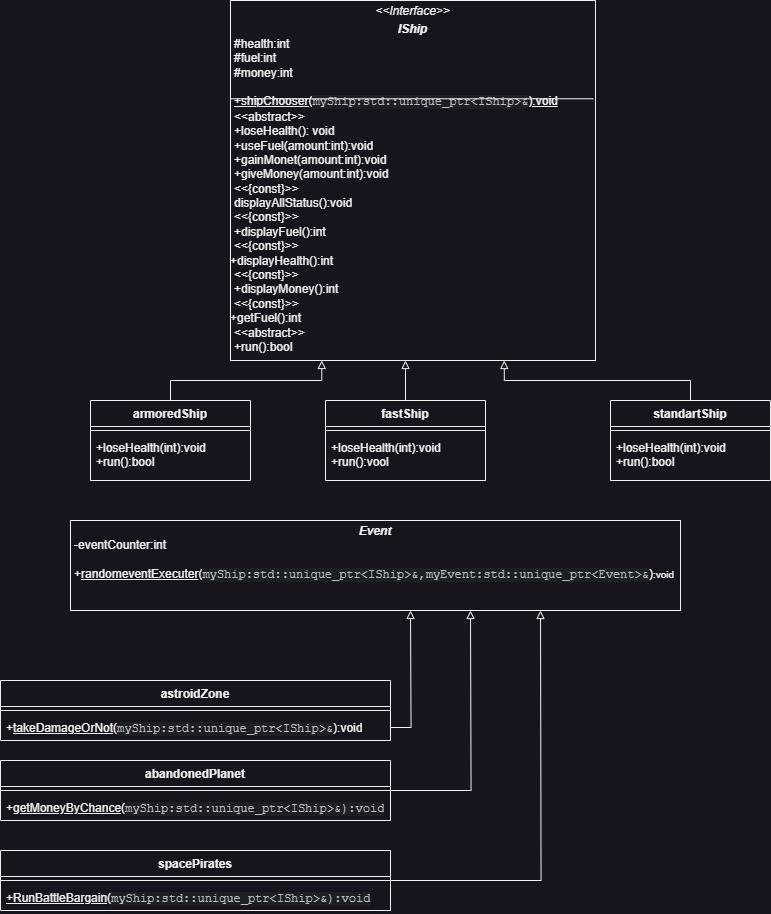 <<Interface>>
IShip
#health:int
#fuel:int
#money:int
+shipChooser(myShip:std::unique_ptr<IShip>&):void
<<abstract>>
+loseHealth(): void
+useFuel(amount:int):void
+gainMonet(amount:int):void
+giveMoney(amount:int):void
<<{const}>>
displayAllStatus():void
<<{const}>>
+displayFuel():int
<<{const}>>
+displayHealth():int
<<{const}>>
+displayMoney():int
<<{const}>>
+getFuel():int
<<abstract>>
+run():bool
armoredShip
+loseHealth(int):void
+run():bool
fastShip
+loseHealth(int):void
+run():vool
standartShip
+loseHealth(int):void
+run():bool
Event
-eventCounter:int
+randomeventExecuter(myShip:std::unique_ptr<IShip>&,myEvent:std::unique_ptr<Event>&):void
astroidZone
+takeDamageOrNot(myShip:std::unique_ptr<IShip>&):void
abandonedPlanet
+getMoneyByChance(myShip:std::unique_ptr<IShip>&):void
spacePirates
+RunBattleBargain(myShip:std::unique_ptr<IShip>&):void